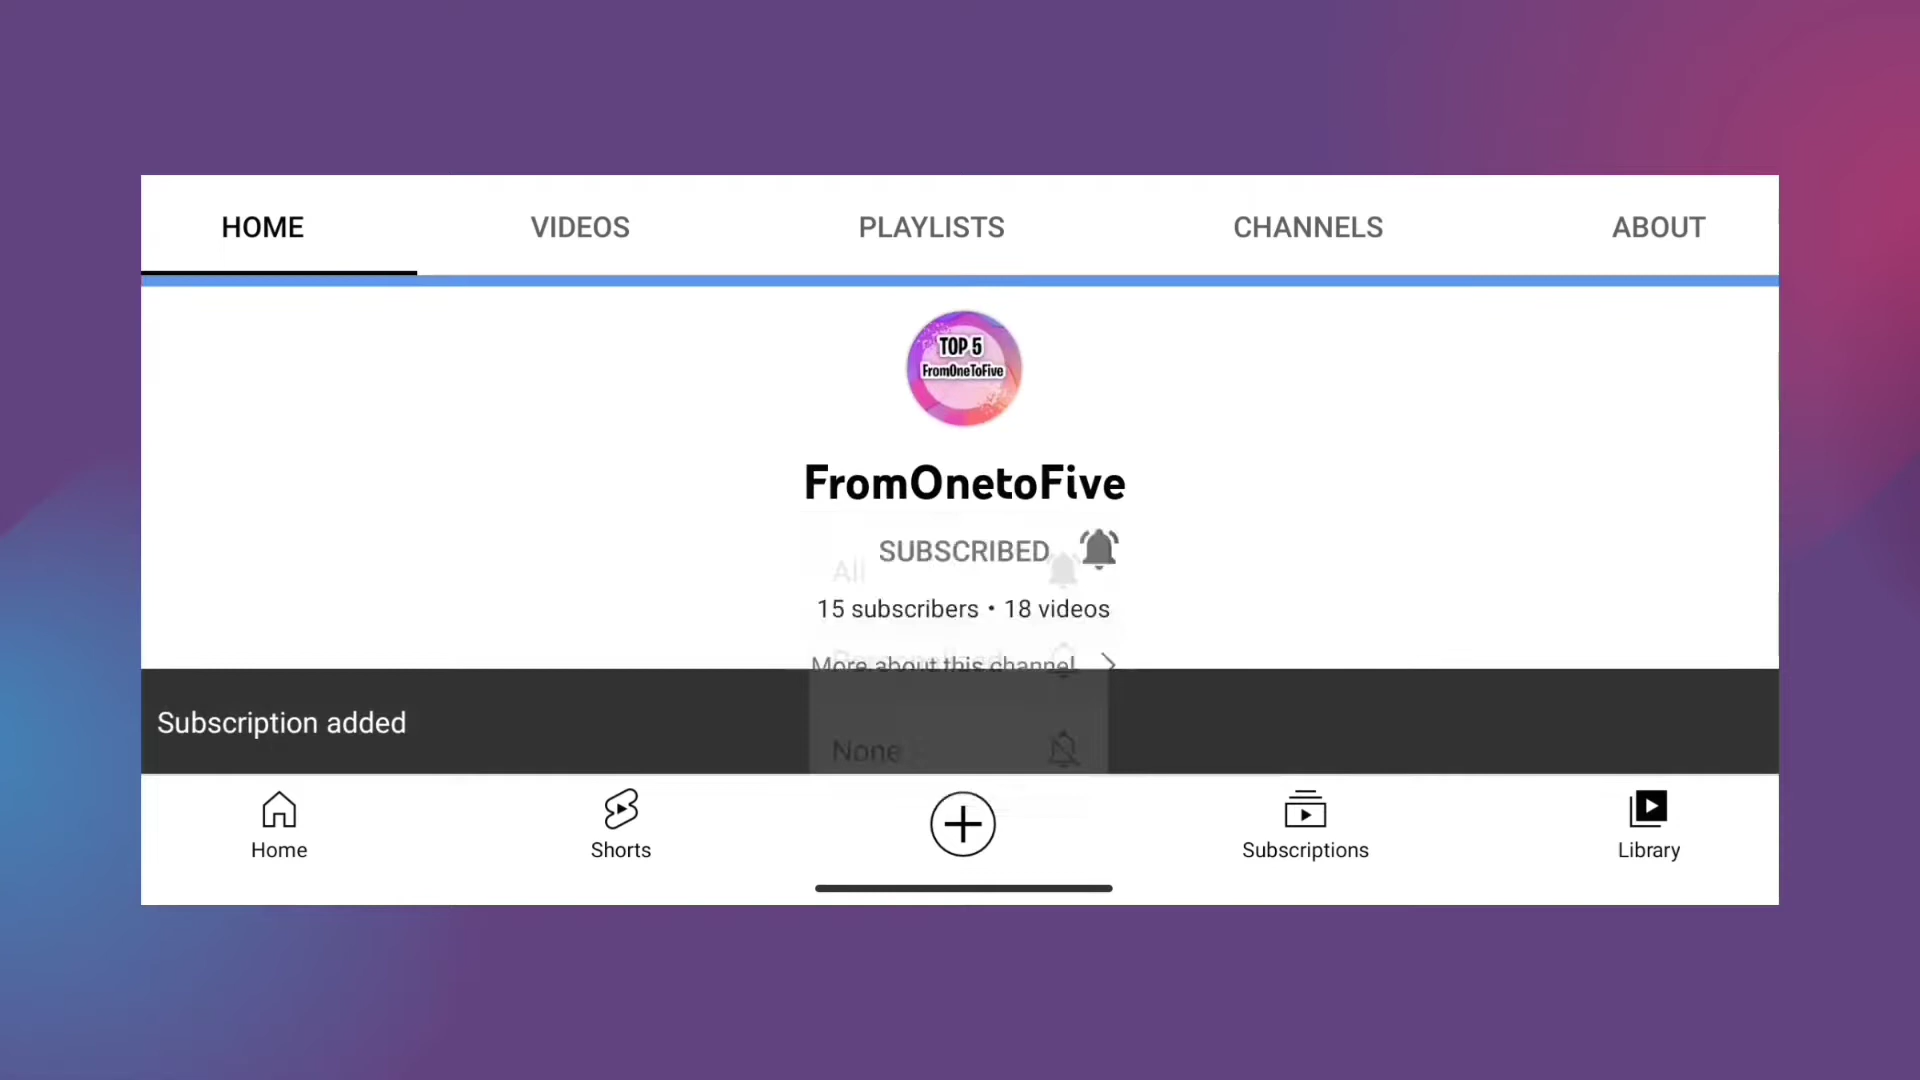 HOME VIDEOS PLAYLISTS CHANNELS ABOUT
TOP 5
FromOneToFive
FromOnetoFive
SUBSCRIBED
All
15 subscribers • 18 videos
More about this channel
None
Subscription added
Home Shorts Subscriptions Library